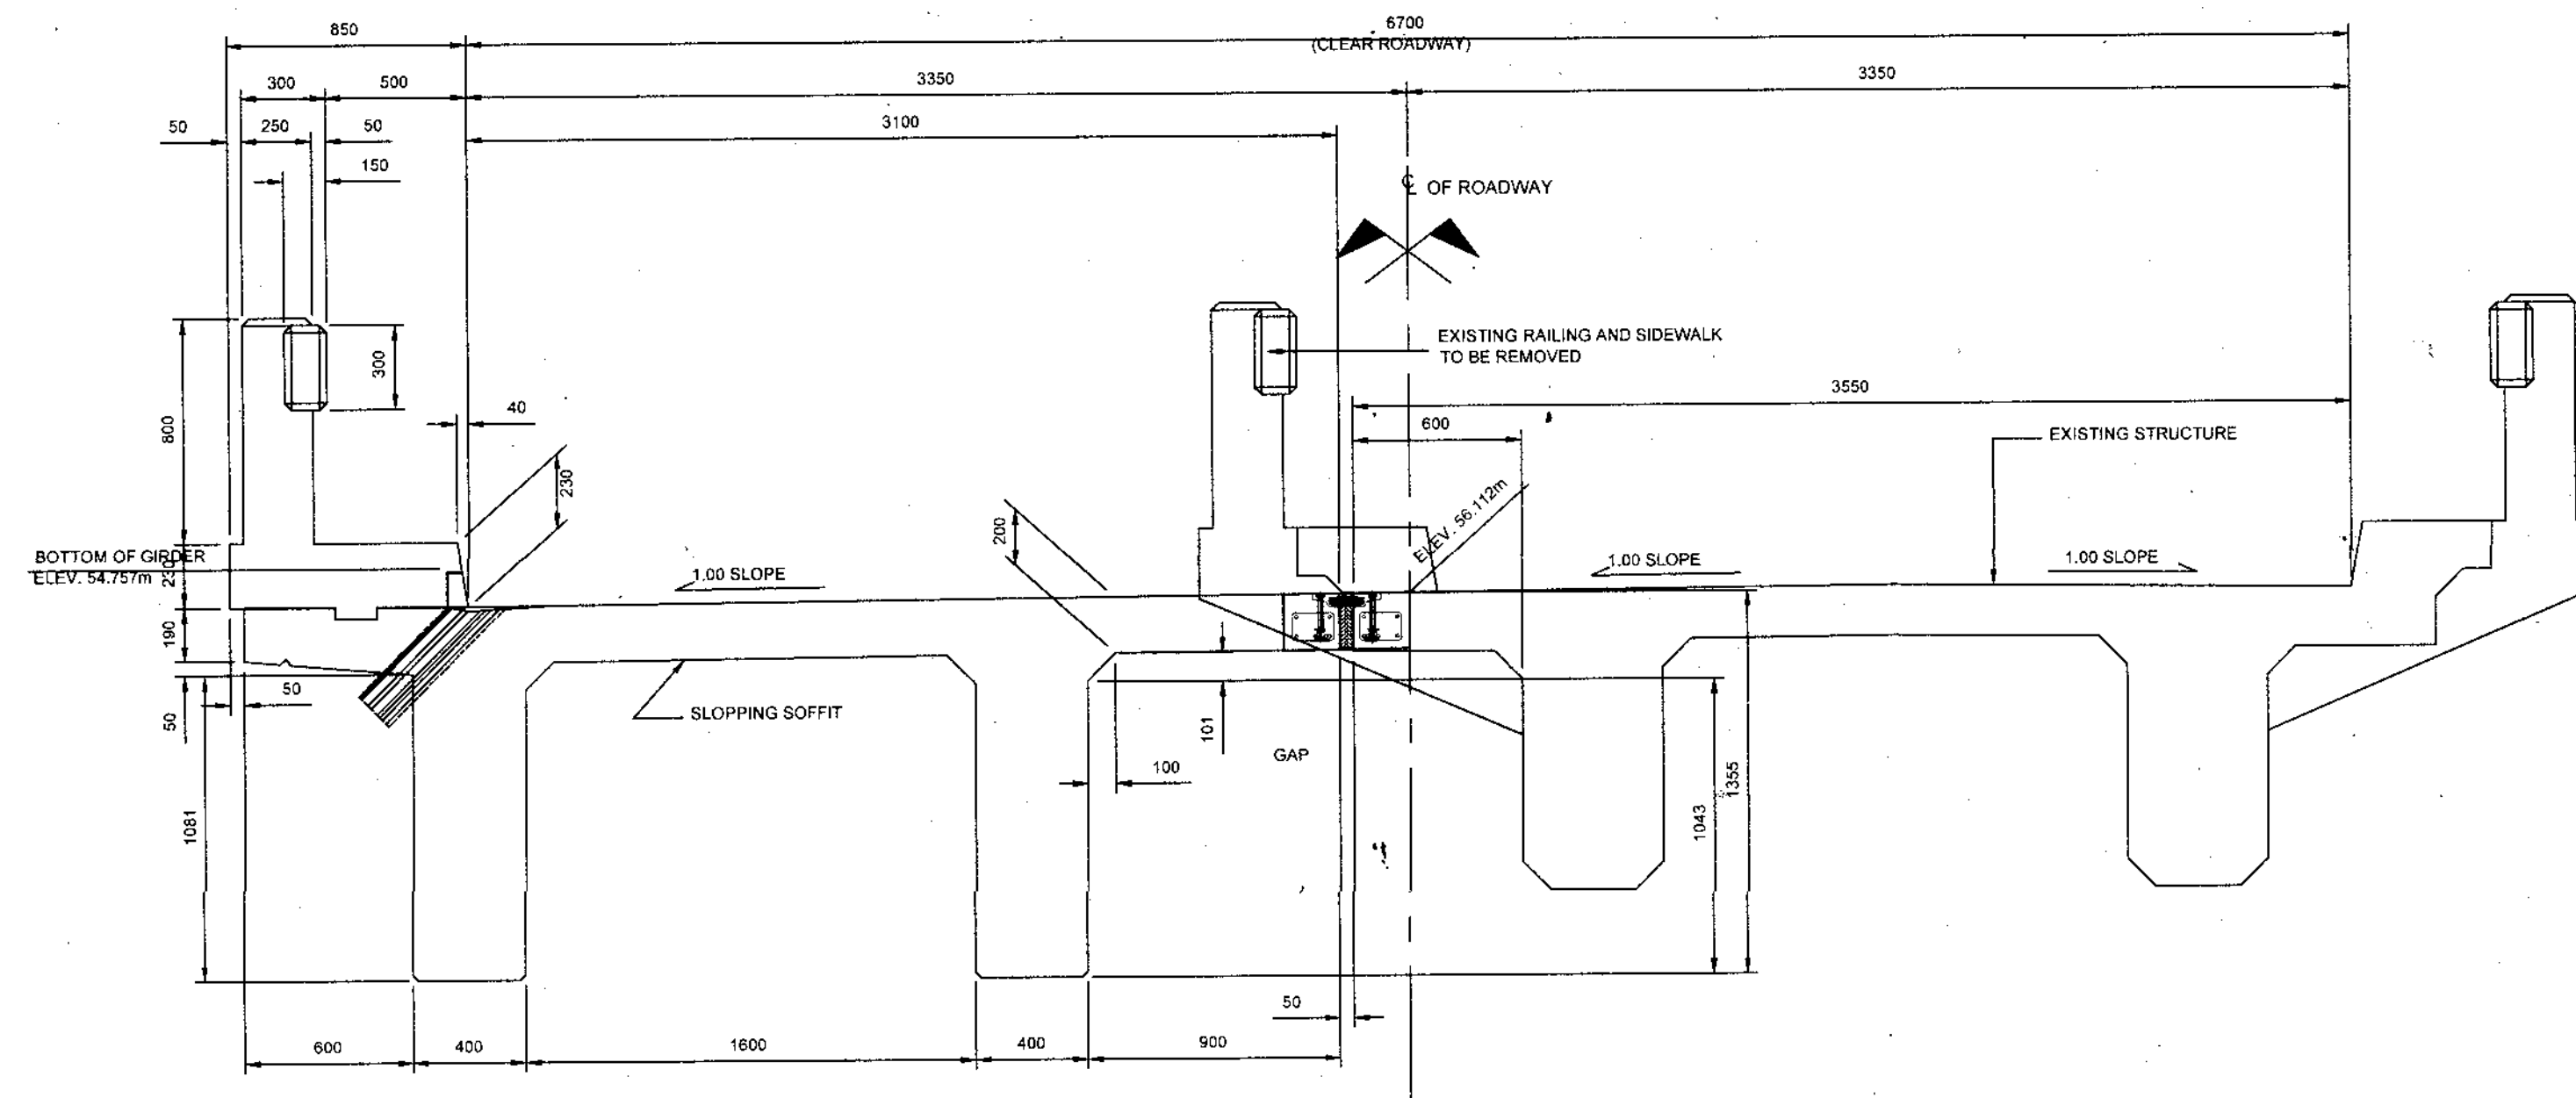 850
6700
(CLEAR ROADWAY)
300
500
3350
3350
50
250
50
3100
150
℄ OF ROADWAY
EXISTING RAILING AND SIDEWALK
TO BE REMOVED
300
3550
40
800
600
EXISTING STRUCTURE
230
ELEV. 56.112m
200
BOTTOM OF GIRDER
ELEV. 54.757m
230
1.00 SLOPE
1.00 SLOPE
1.00 SLOPE
190
50
50
SLOPPING SOFFIT
101
GAP
100
1355
1043
1081
50
600
400
1600
400
900